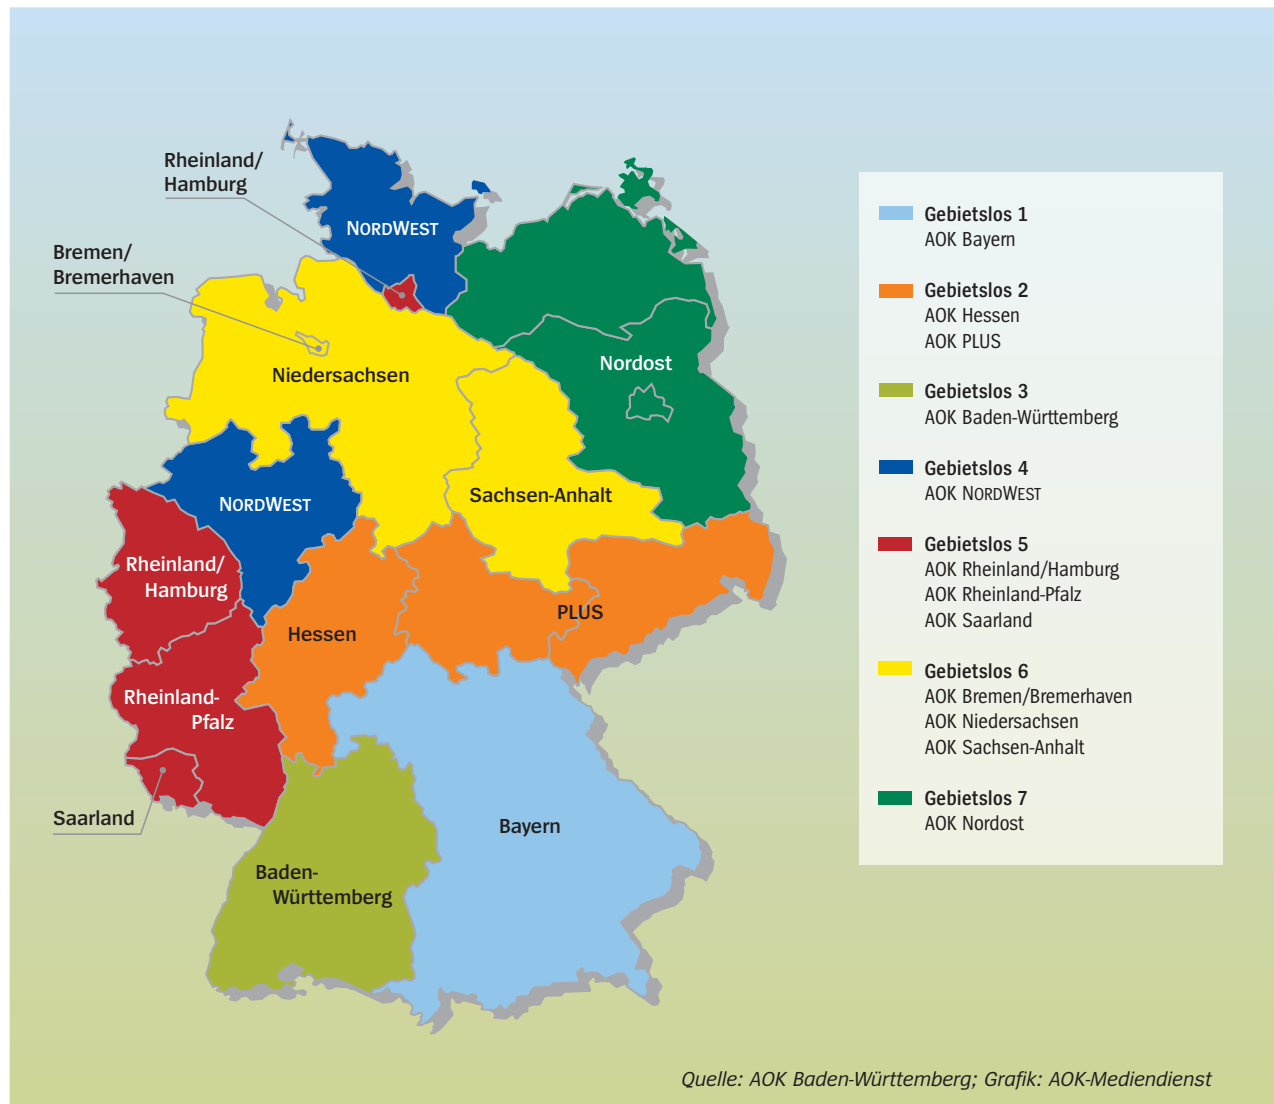 Rheinland/
Hamburg
NORDWEST
Bremen/
Bremerhaven
Niedersachsen
Nordost
Sachsen-Anhalt
NORDWEST
Rheinland/
Hamburg
Hessen
PLUS
Rheinland-
Pfalz
Saarland
Bayern
Baden-
Württemberg
Gebietslos 1
AOK Bayern
Gebietslos 2
AOK Hessen
AOK PLUS
Gebietslos 3
AOK Baden-Württemberg
Gebietslos 4
AOK NORDWEST
Gebietslos 5
AOK Rheinland/Hamburg
AOK Rheinland-Pfalz
AOK Saarland
Gebietslos 6
AOK Bremen/Bremerhaven
AOK Niedersachsen
AOK Sachsen-Anhalt
Gebietslos 7
AOK Nordost
Quelle: AOK Baden-Württemberg; Grafik: AOK-Mediendienst